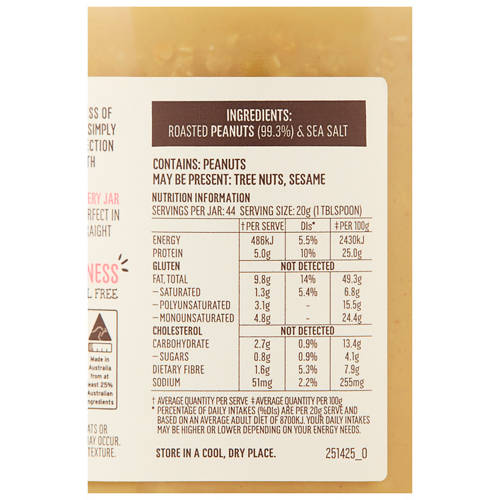 SS OF
SIMPLY
ECTION
TH
ERY JAR
RFECT IN
RAIGHT
NESS
L FREE
Made in
Australia
from at
least 25%
Australian
ingredients
ATS OR
MAY OCCUR.
TEXTURE.
INGREDIENTS:
ROASTED PEANUTS (99.3%) & SEA SALT
CONTAINS: PEANUTS
MAY BE PRESENT: TREE NUTS, SESAME
NUTRITION INFORMATION
SERVINGS PER JAR: 44 SERVING SIZE: 20g (1 TBLSPOON)
† PER SERVE DIs* ‡ PER 100g
ENERGY 486kJ 5.5% 2430kJ
PROTEIN 5.0g 10% 25.0g
GLUTEN NOT DETECTED
FAT, TOTAL 9.8g 14% 49.3g
–SATURATED 1.3g 5.4% 6.8g
–POLYUNSATURATED 3.1g - 15.5g
–MONOUNSATURATED 4.8g - 24.4g
CHOLESTEROL NOT DETECTED
CARBOHYDRATE 2.7g 0.9% 13.4g
–SUGARS 0.8g 0.9% 4.1g
DIETARY FIBRE 1.6g 5.3% 7.9g
SODIUM 51mg 2.2% 255mg
† AVERAGE QUANTITY PER SERVE ‡ AVERAGE QUANTITY PER 100g
* PERCENTAGE OF DAILY INTAKES (%DIs) ARE PER 20g SERVE AND
BASED ON AN AVERAGE ADULT DIET OF 8700KJ. YOUR DAILY INTAKES
MAY BE HIGHER OR LOWER DEPENDING ON YOUR ENERGY NEEDS.
STORE IN A COOL, DRY PLACE.
251425_0